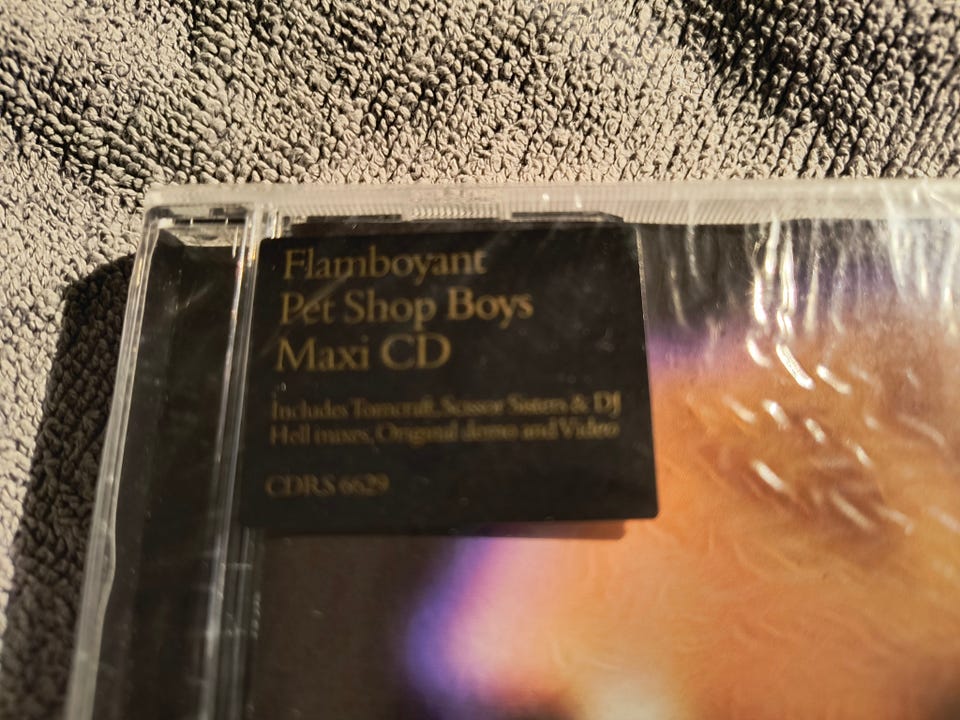 Flamboyant
Pet Shop Boys
Maxi CD
Includes Tomcraft, Scissor Sisters & DJ
Hell mixes, Original demo and Video
CDRS 6629